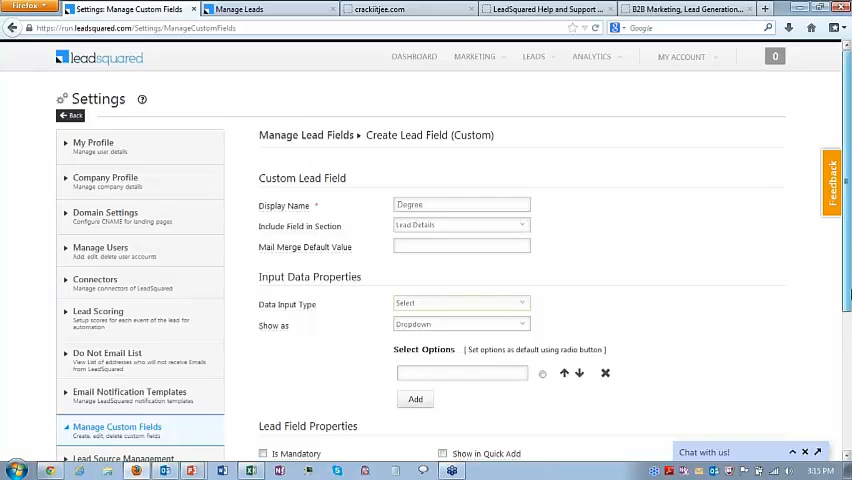 Firefox
Settings: Manage Custom Fields
Manage Leads
crackiitjee.com
LeadSquared Help and Support ...
B2B Marketing, Lead Generation...
https://run.leadsquared.com/Settings/ManageCustomFields
Google
leadsquared
DASHBOARD
MARKETING
LEADS
ANALYTICS
MY ACCOUNT
0
Settings
Back
My Profile
Manage user details
Company Profile
Manage company details
Domain Settings
Configure CNAME for landing pages
Manage Users
Add, edit, delete user accounts
Connectors
Manage connectors of LeadSquared
Lead Scoring
Setup scores for each event of the lead for
automation
Do Not Email List
View List of addresses who will not receive Emails
from LeadSquared
Email Notification Templates
Manage LeadSquared notification templates
Manage Custom Fields
Create, edit, delete custom fields
Lead Source Management
Manage Lead Fields
Create Lead Field (Custom)
Custom Lead Field
Display Name *
Degree
Include Field in Section
Lead Details
Mail Merge Default Value
Input Data Properties
Data Input Type
Select
Show as
Dropdown
Select Options [ Set options as default using radio button ]
Add
Lead Field Properties
Is Mandatory
Show in Quick Add
Feedback
Chat with us!
3:15 PM